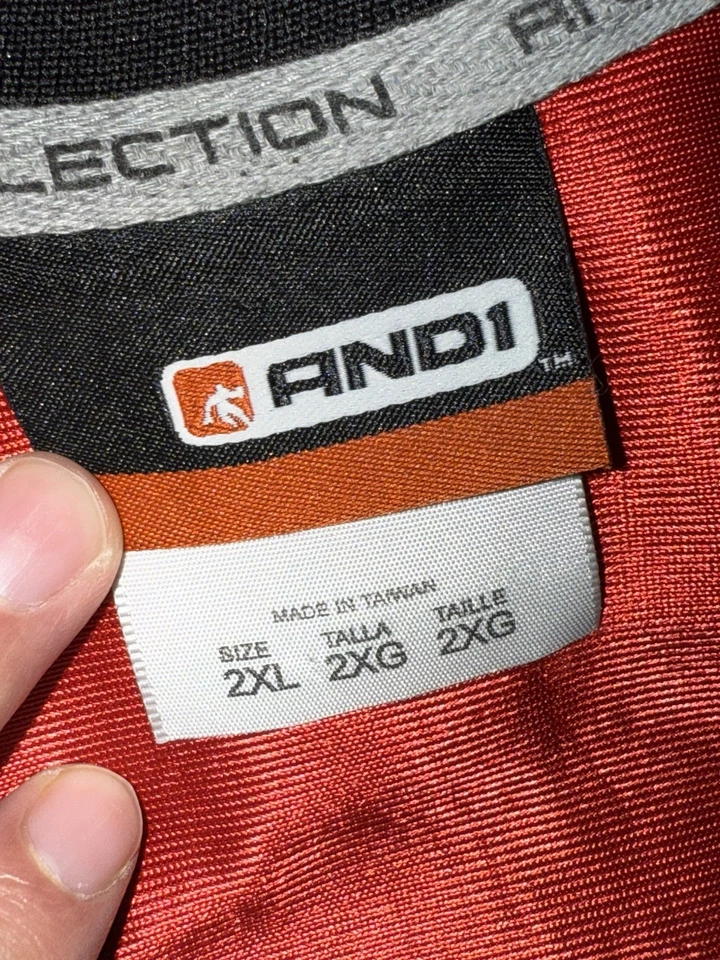 LECTION
AND1 TM
MADE IN TAIWAN
SIZE TALLA TAILLE
2XL 2XG 2XG